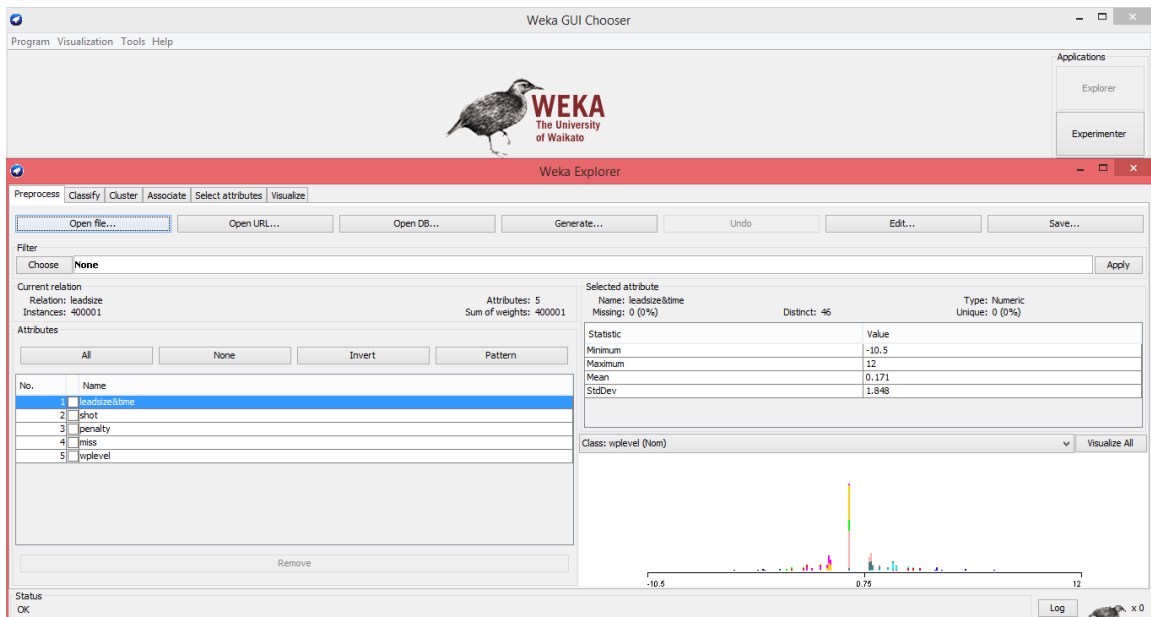 Weka GUI Chooser
Program Visualization Tools Help
Applications
Explorer
WEKA
The University
of Waikato
Experimenter
Weka Explorer
Preprocess Classify Cluster Associate Select attributes Visualize
Open file... Open URL... Open DB... Generate... Undo Edit... Save...
Filter
Choose None Apply
Current relation
Relation: leadsize Attributes: 5
Instances: 400001 Sum of weights: 400001
Attributes
All None Invert Pattern
No. Name
1 leadsize&time
2 shot
3 penalty
4 miss
5 wplevel
Remove
Selected attribute
Name: leadsize&time Type: Numeric
Missing: 0 (0%) Distinct: 46 Unique: 0 (0%)
Statistic Value
Minimum -10.5
Maximum 12
Mean 0.171
StdDev 1.848
Class: wplevel (Nom) Visualize All
-10.5 0.75 12
Status
OK Log x 0